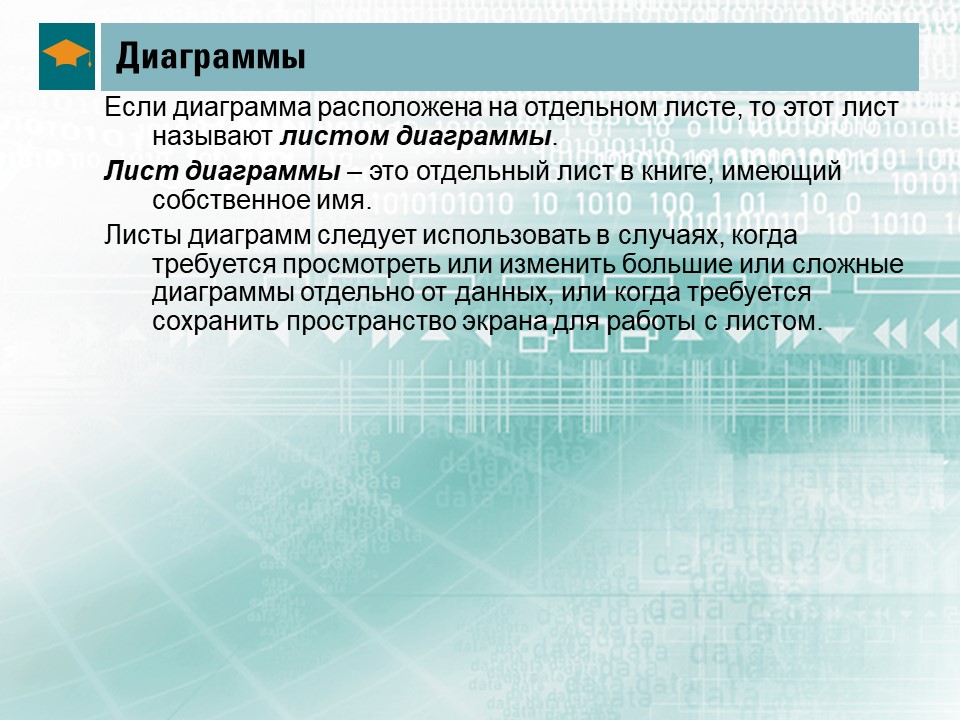 Диаграммы
Если диаграмма расположена на отдельном листе, то этот лист
называют листом диаграммы.
Лист диаграммы – это отдельный лист в книге, имеющий
собственное имя.
Листы диаграмм следует использовать в случаях, когда
требуется просмотреть или изменить большие или сложные
диаграммы отдельно от данных, или когда требуется
сохранить пространство экрана для работы с листом.